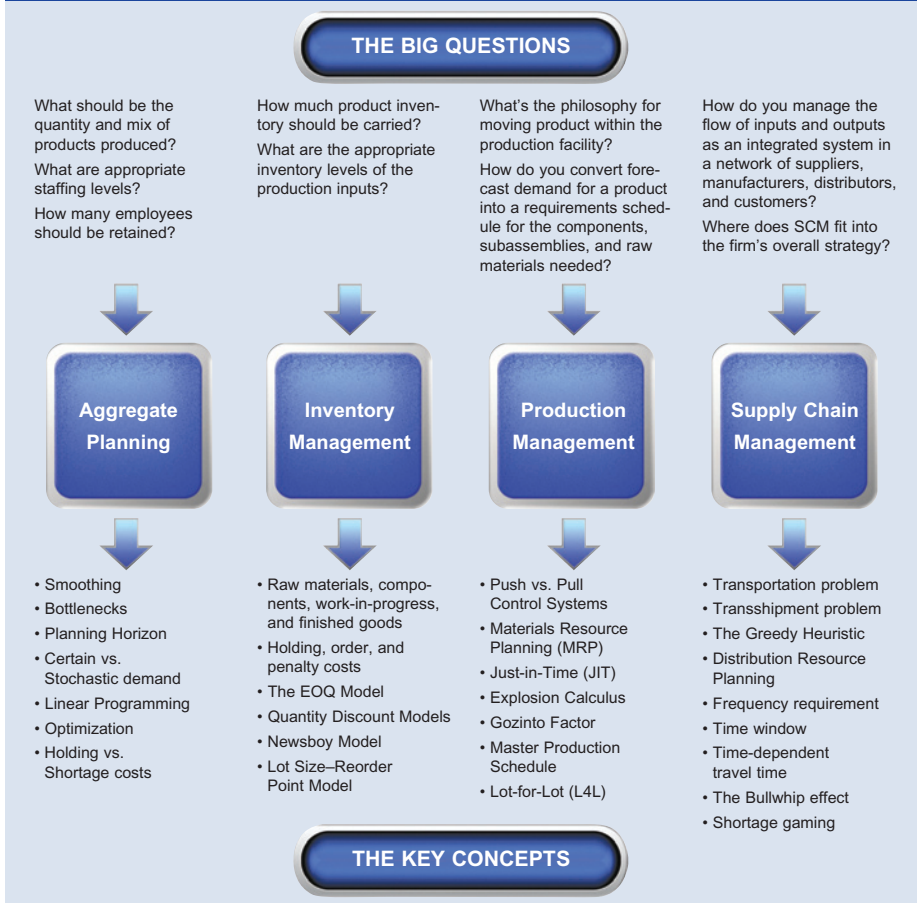 THE BIG QUESTIONS
What should be the
quantity and mix of
products produced?
What are appropriate
staffing levels?
How many employees
should be retained?
How much product inven-
tory should be carried?
What are the appropriate
inventory levels of the
production inputs?
What's the philosophy for
moving product within the
production facility?
How do you convert fore-
cast demand for a product
into a requirements sched-
ule for the components,
subassemblies, and raw
materials needed?
How do you manage the
flow of inputs and outputs
as an integrated system in
a network of suppliers,
manufacturers, distributors,
and customers?
Where does SCM fit into
the firm's overall strategy?
Aggregate
Planning
Inventory
Management
Production
Management
Supply Chain
Management
• Smoothing
• Bottlenecks
• Planning Horizon
• Certain vs.
Stochastic demand
• Linear Programming
• Optimization
• Holding vs.
Shortage costs
• Raw materials, compo-
nents, work-in-progress,
and finished goods
• Holding, order, and
penalty costs
• The EOQ Model
• Quantity Discount Models
• Newsboy Model
• Lot Size–Reorder
Point Model
• Push vs. Pull
Control Systems
• Materials Resource
Planning (MRP)
• Just-in-Time (JIT)
• Explosion Calculus
• Gozinto Factor
• Master Production
Schedule
• Lot-for-Lot (L4L)
• Transportation problem
• Transshipment problem
• The Greedy Heuristic
• Distribution Resource
Planning
• Frequency requirement
• Time window
• Time-dependent
travel time
• The Bullwhip effect
• Shortage gaming
THE KEY CONCEPTS